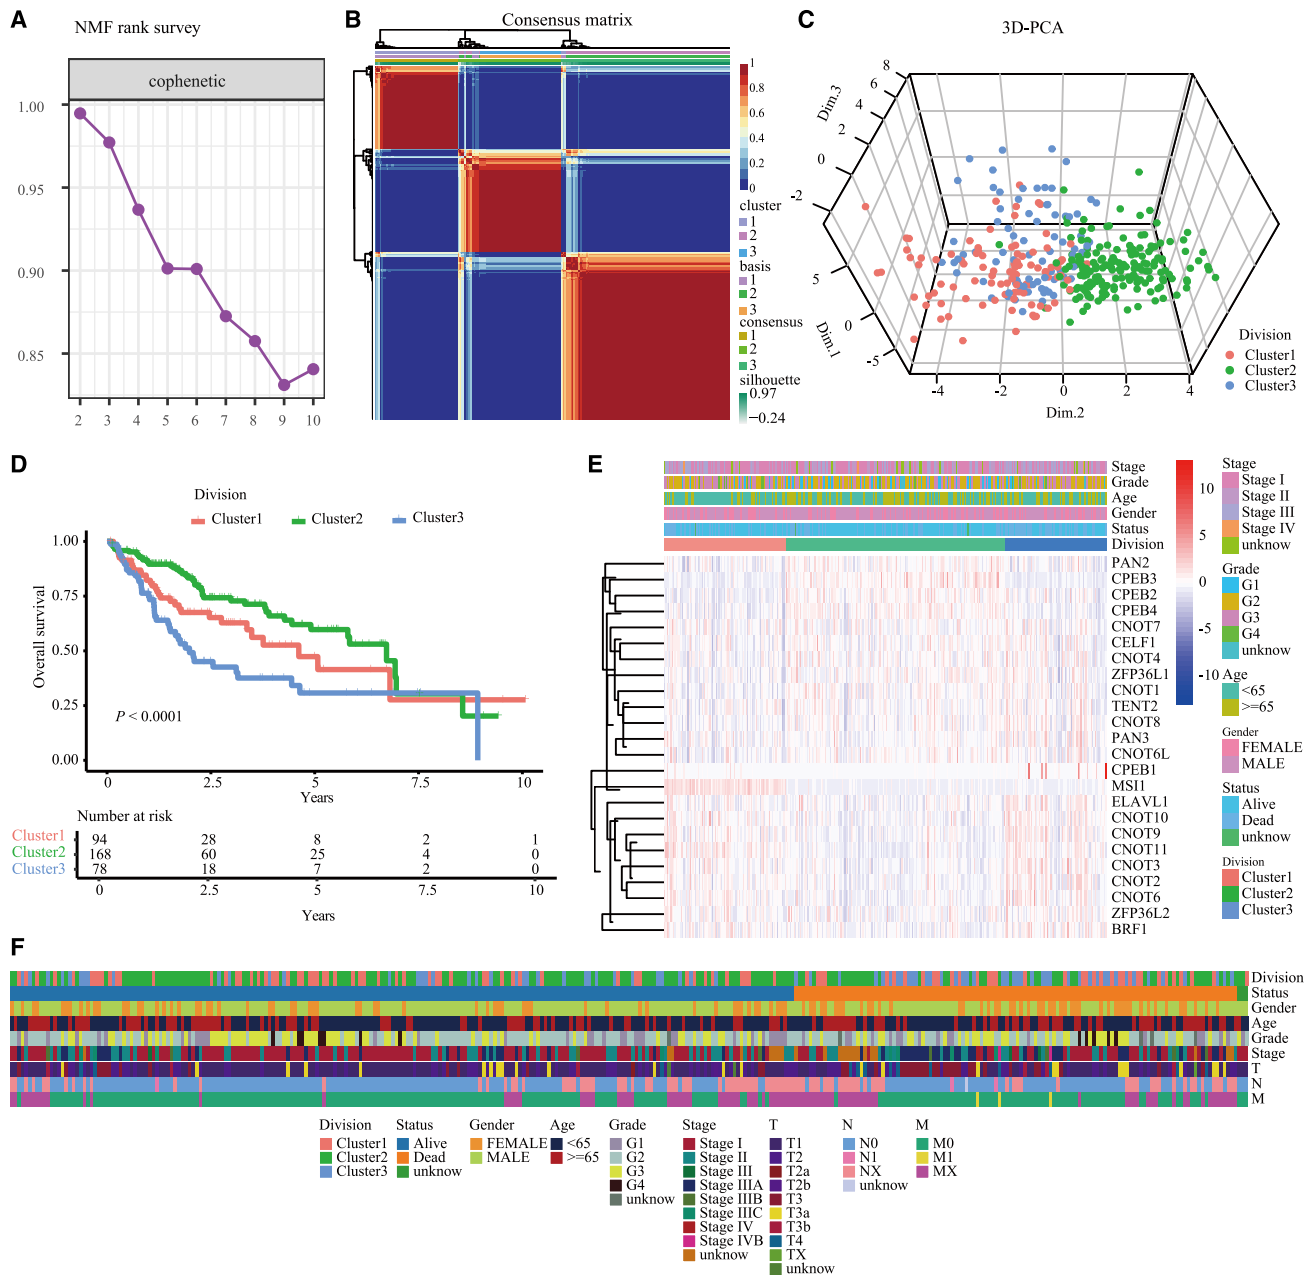 A
NMF rank survey
cophenetic
1.00
0.95
0.90
0.85
2 3 4 5 6 7 8 9 10
B
Consensus matrix
1
0.8
0.6
0.4
0.2
0
cluster
1
2
3
basis
1
2
3
consensus
1
2
3
silhouette
0.97
−0.24
C
3D-PCA
Dim.3
8
6
4
2
0
-2
5
0
-5
Dim.1
-4 -2 0 2 4
Dim.2
Division
Cluster1
Cluster2
Cluster3
D
Division
Cluster1 Cluster2 Cluster3
Overall survival
1.00
0.75
0.50
0.25
0.00
P < 0.0001
0 2.5 5 7.5 10
Years
Number at risk
Cluster1 94 28 8 2 1
Cluster2 168 60 25 4 0
Cluster3 78 18 7 2 0
0 2.5 5 7.5 10
Years
E
Stage
Grade
Age
Gender
Status
Division
PAN2
CPEB3
CPEB2
CPEB4
CNOT7
CELF1
CNOT4
ZFP36L1
CNOT1
TENT2
CNOT8
PAN3
CNOT6L
CPEB1
MSI1
ELAVL1
CNOT10
CNOT9
CNOT11
CNOT3
CNOT2
CNOT6
ZFP36L2
BRF1
10
5
0
-5
-10
Stage
Stage I
Stage II
Stage III
Stage IV
unknow
Grade
G1
G2
G3
G4
unknow
Age
<65
>=65
Gender
FEMALE
MALE
Status
Alive
Dead
unknow
Division
Cluster1
Cluster2
Cluster3
F
Division
Status
Gender
Age
Grade
Stage
T
N
M
Division
Cluster1
Cluster2
Cluster3
Status
Alive
Dead
unknow
Gender
FEMALE
MALE
Age
<65
>=65
Grade
G1
G2
G3
G4
unknow
Stage
Stage I
Stage II
Stage III
Stage IIIA
Stage IIIB
Stage IIIC
Stage IV
Stage IVB
unknow
T
T1
T2
T2a
T2b
T3
T3a
T3b
T4
TX
unknow
N
N0
N1
NX
unknow
M
M0
M1
MX